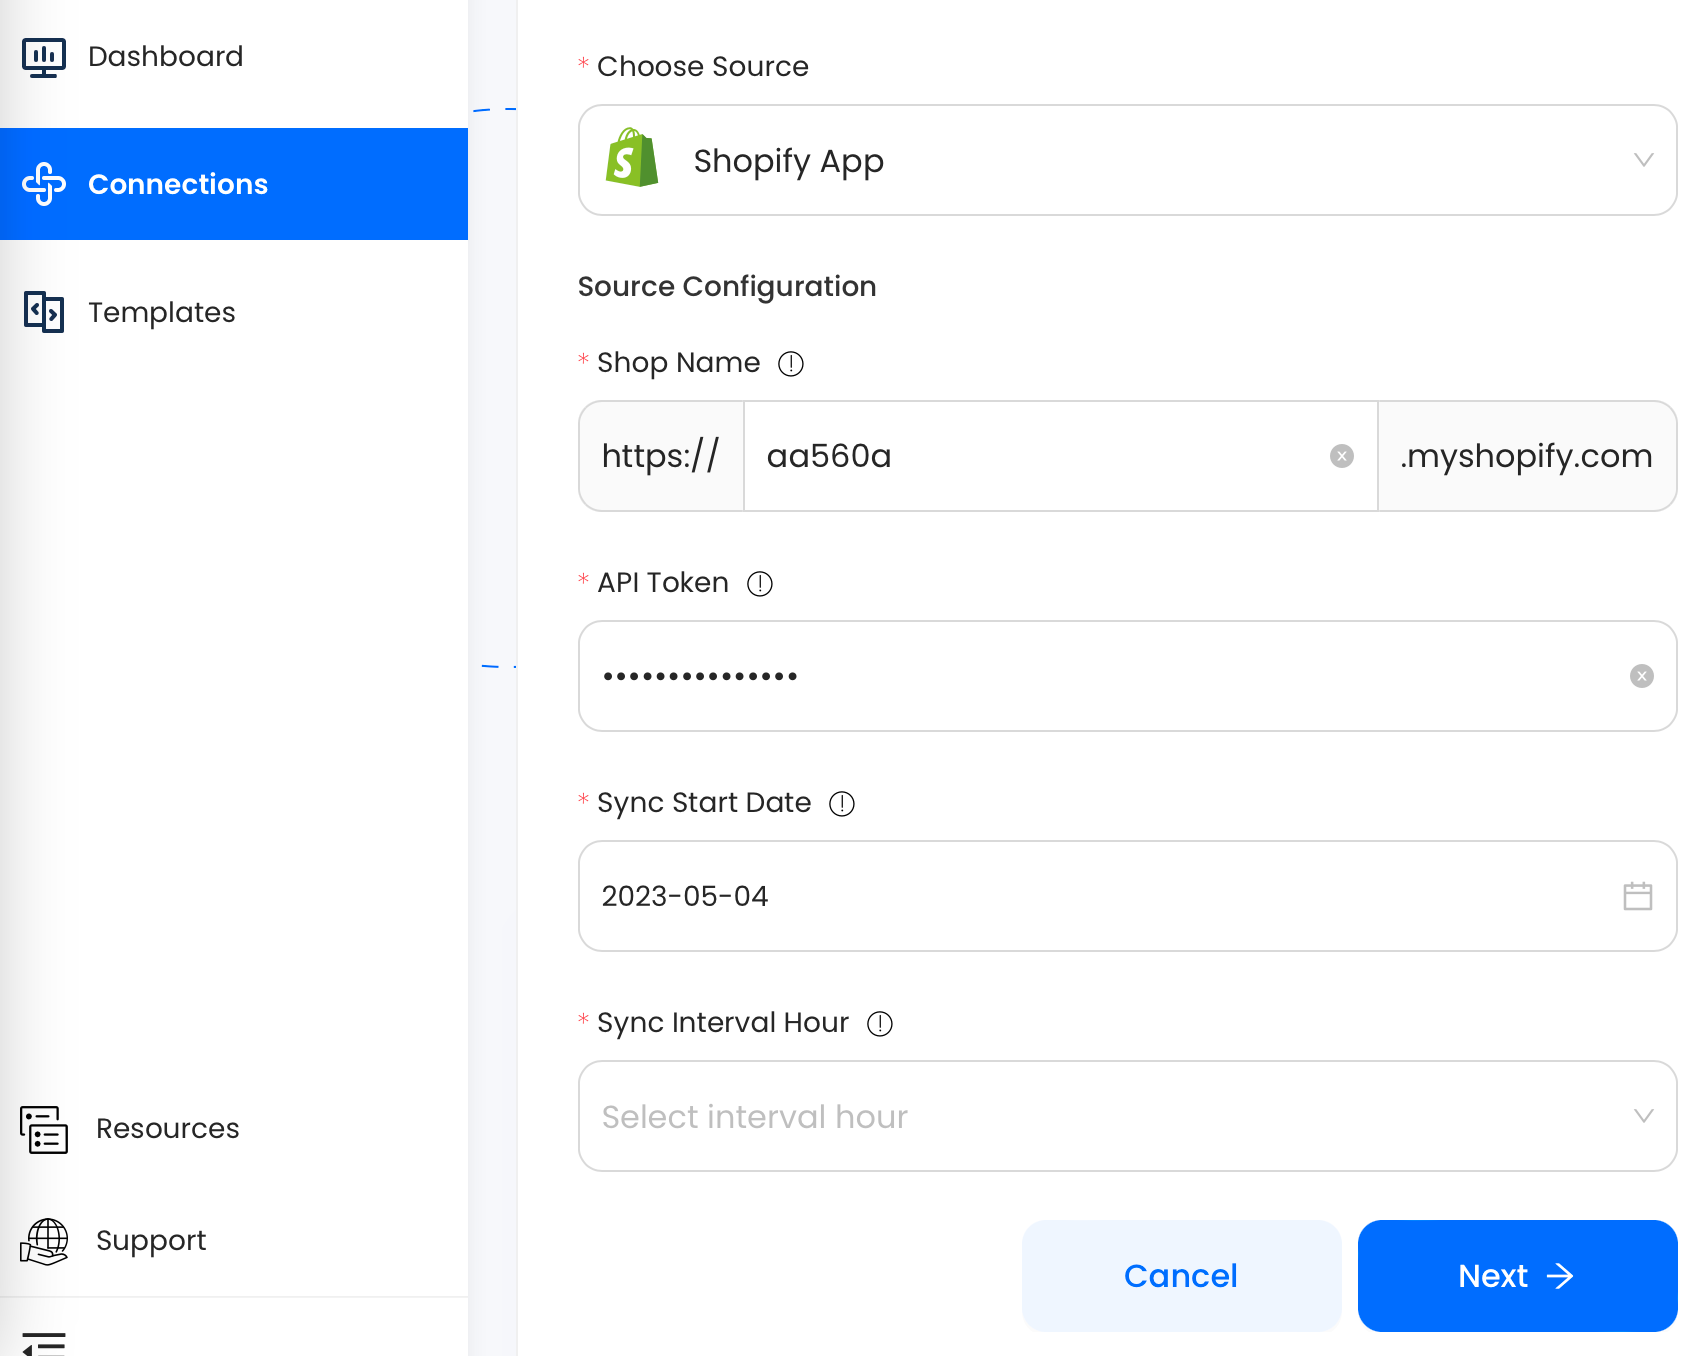 Dashboard
Connections
Templates
Resources
Support
* Choose Source
Shopify App
Source Configuration
* Shop Name
https:// aa560a .myshopify.com
* API Token
•••••••••••••••
* Sync Start Date
2023-05-04
* Sync Interval Hour
Select interval hour
Cancel Next →